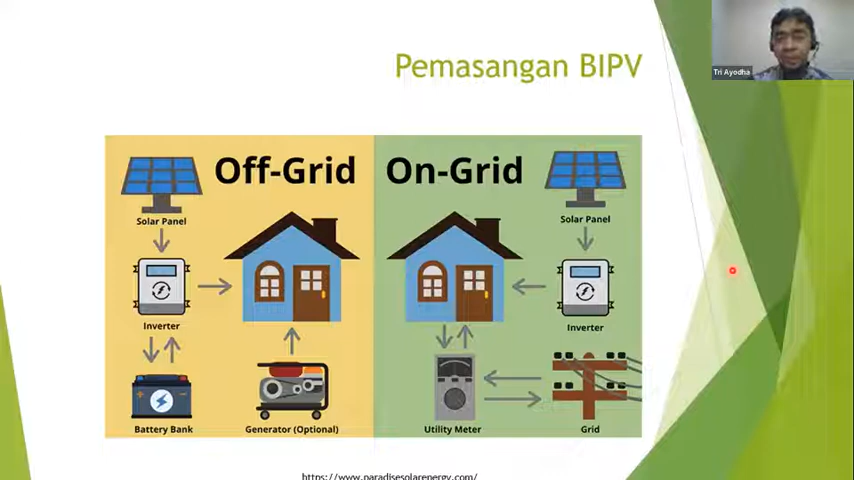 Tri Ayodha
Pemasangan BIPV
Off-Grid
On-Grid
Solar Panel
Inverter
Battery Bank
Generator (Optional)
Solar Panel
Inverter
Utility Meter
Grid
https://www.paradisesolarenergy.com/